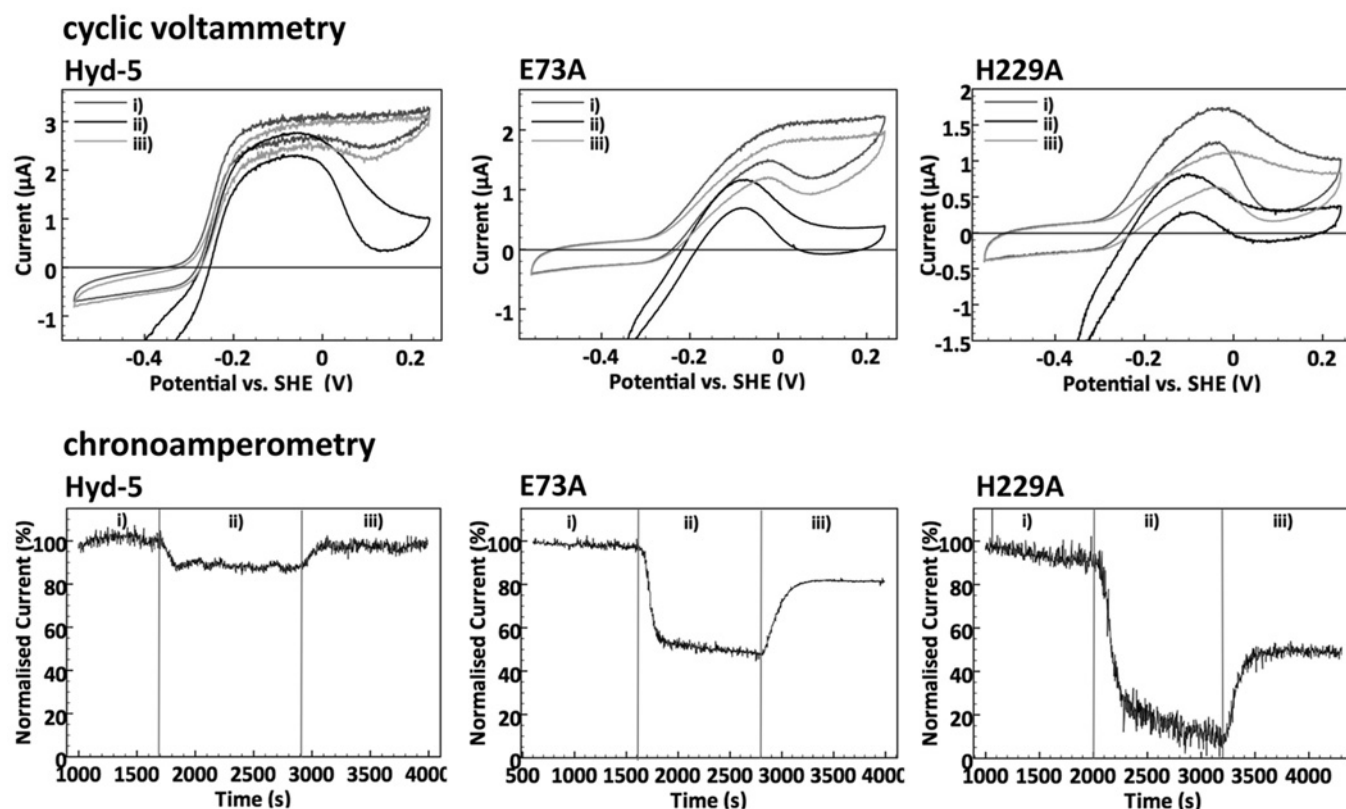 cyclic voltammetry
Hyd-5
i)
ii)
iii)
3
2
1
0
-1
Current (µA)
-0.4 -0.2 0 0.2
Potential vs. SHE (V)
E73A
i)
ii)
iii)
2
1
0
-1
Current (µA)
-0.4 -0.2 0 0.2
Potential vs. SHE (V)
H229A
i)
ii)
iii)
2
1.5
1
0.5
0
-0.5
-1
-1.5
Current (µA)
-0.4 -0.2 0 0.2
Potential vs. SHE (V)
chronoamperometry
Hyd-5
i) ii) iii)
100
80
60
40
20
0
Normalised Current (%)
1000 1500 2000 2500 3000 3500 4000
Time (s)
E73A
i) ii) iii)
100
80
60
40
20
0
Normalised Current (%)
500 1000 1500 2000 2500 3000 3500 400
Time (s)
H229A
i) ii) iii)
100
80
60
40
20
0
Normalised Current (%)
1000 2000 3000 4000
Time (s)